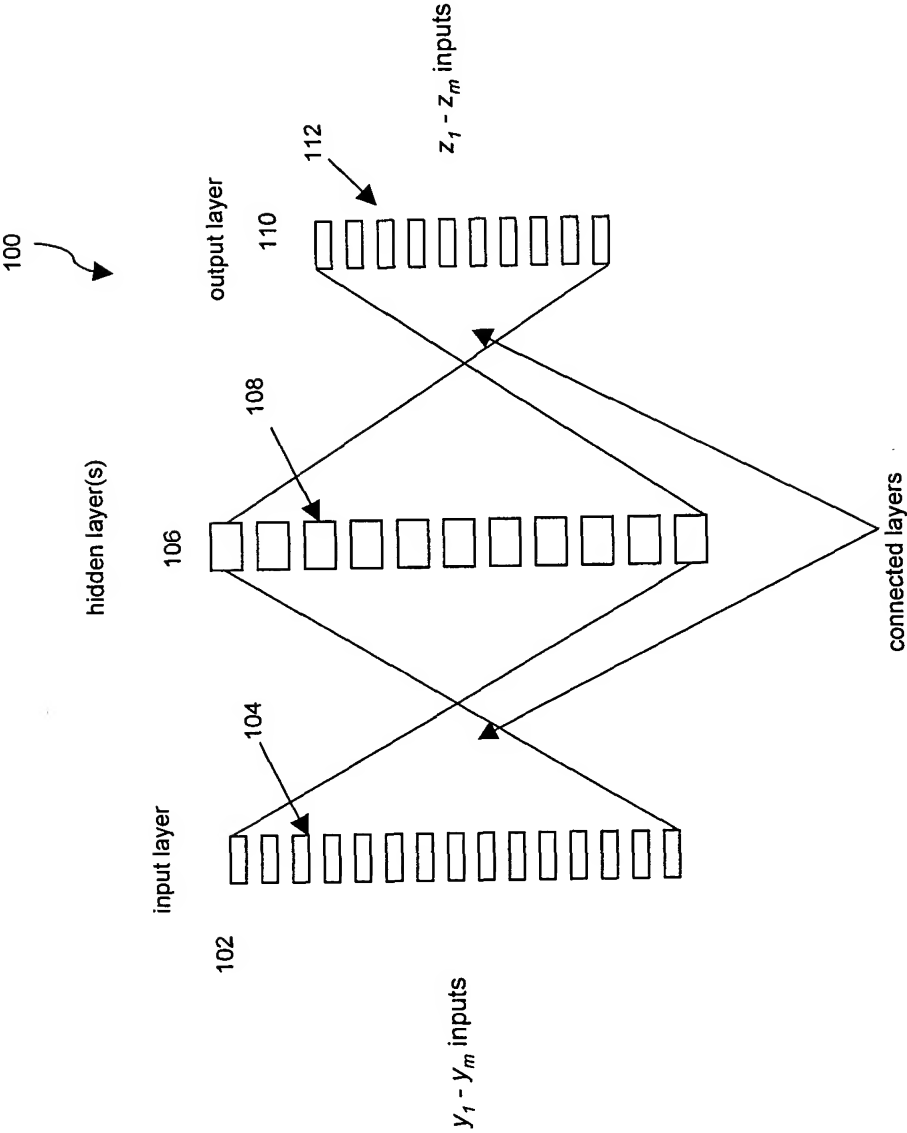 100
input layer
102
104
y₁ - yₘ inputs
hidden layer(s)
106
108
output layer
110
112
z₁ - zₘ inputs
connected layers